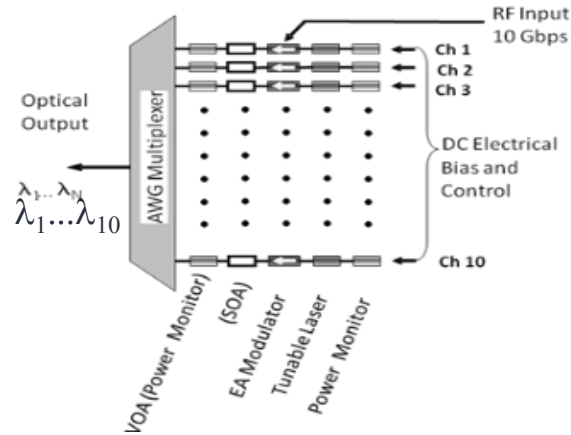 RF Input
10 Gbps
Ch 1
Ch 2
Ch 3
Optical
Output
AWG Multiplexer
DC Electrical
Bias and
Control
λ1... λN
λ1...λ10
Ch 10
VOA (Power Monitor)
(SOA)
EA Modulator
Tunable Laser
Power Monitor